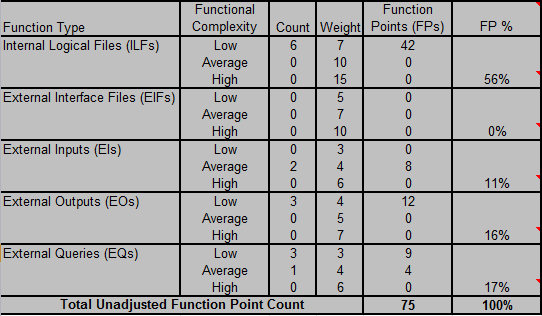 Function Type Functional Complexity Count Weight Function Points (FPs) FP %
Internal Logical Files (ILFs) Low 6 7 42
Average 0 10 0
High 0 15 0 56%
External Interface Files (EIFs) Low 0 5 0
Average 0 7 0
High 0 10 0 0%
External Inputs (EIs) Low 0 3 0
Average 2 4 8
High 0 6 0 11%
External Outputs (EOs) Low 3 4 12
Average 0 5 0
High 0 7 0 16%
External Queries (EQs) Low 3 3 9
Average 1 4 4
High 0 6 0 17%
Total Unadjusted Function Point Count 75 100%